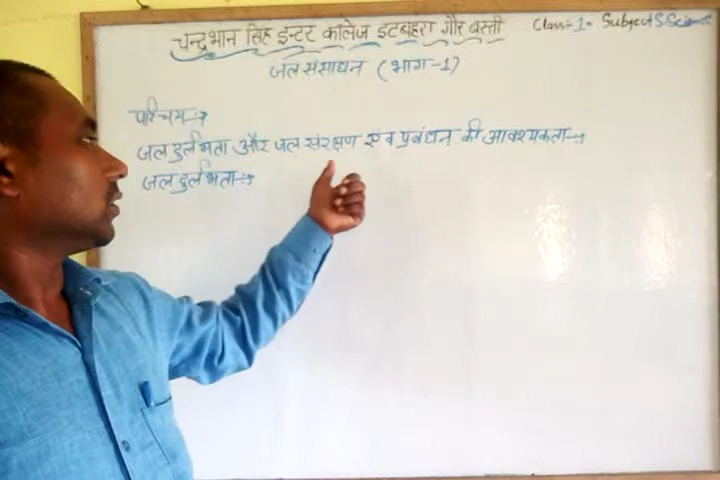 चन्द्रभान सिंह इन्टर कॉलेज इटबहरा गौर बस्ती
Class:- 1 Subject S.Science
जल संसाधन (भाग-1)
परिचय→
जल दुर्लभता और जल संरक्षण एवं प्रबंधन की आवश्यकता→
जल दुर्लभता→